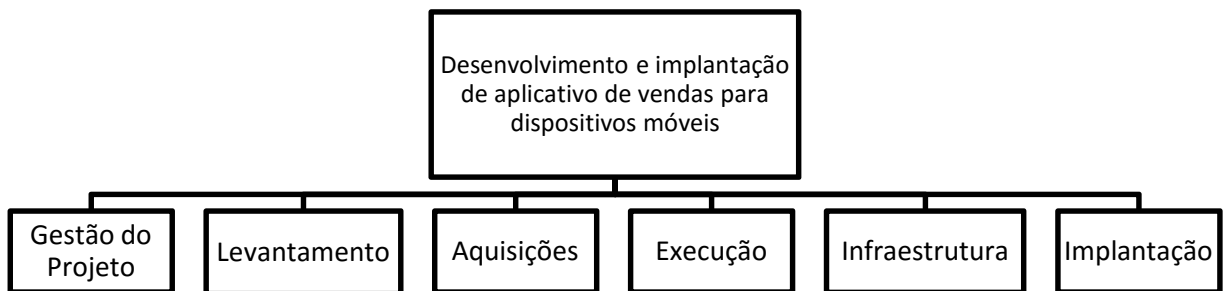 Desenvolvimento e implantação
de aplicativo de vendas para
dispositivos móveis
Gestão do
Projeto
Levantamento
Aquisições
Execução
Infraestrutura
Implantação